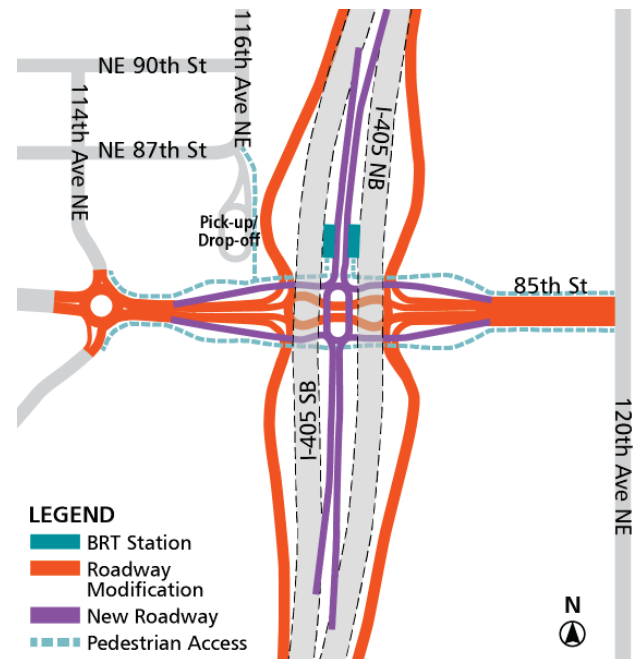 116th Ave NE
NE 90th St
114th Ave NE
I-405 NB
NE 87th St
Pick-up/
Drop-off
85th St
I-405 SB
120th Ave NE
LEGEND
BRT Station
Roadway
Modification
New Roadway
Pedestrian Access
N